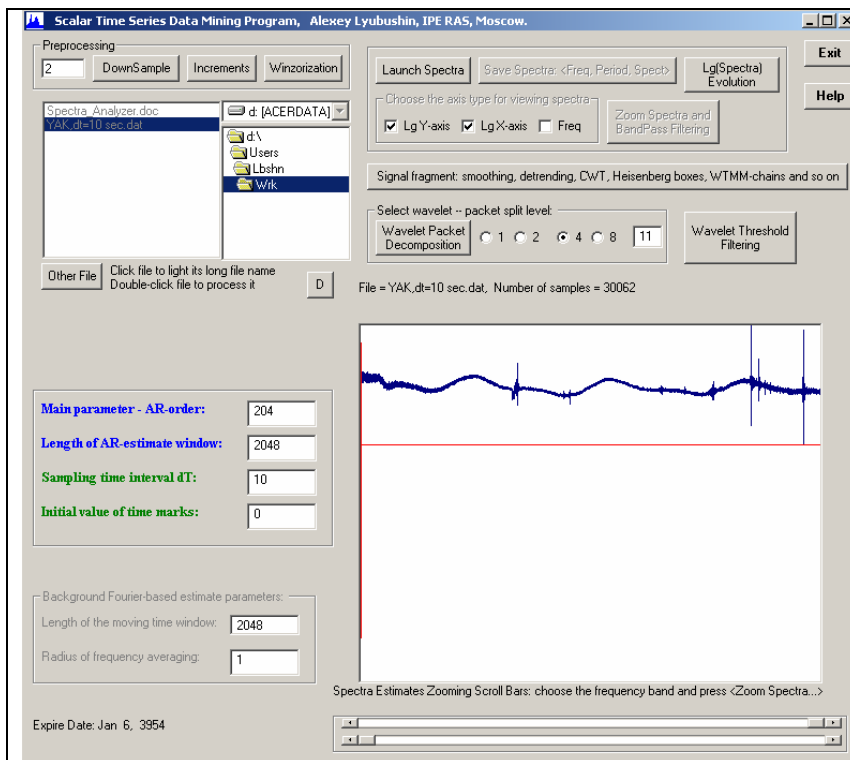 Scalar Time Series Data Mining Program, Alexey Lyubushin, IPE RAS, Moscow.
Preprocessing
2 DownSample Increments Winzorization
Launch Spectra Save Spectra: <Freq, Period, Spect> Lg(Spectra) Evolution
Exit
Help
Choose the axis type for viewing spectra
Lg Y-axis Lg X-axis Freq
Zoom Spectra and
BandPass Filtering
Spectra_Analyzer.doc
YAK,dt=10 sec.dat
d: [ACERDATA]
d:\
Users
Lbshn
Wrk
Signal fragment: smoothing, detrending, CWT, Heisenberg boxes, WTMM-chains and so on
Select wavelet -- packet split level:
Wavelet Packet
Decomposition
1 2 4 8 11
Wavelet Threshold
Filtering
Other File
Click file to light its long file name
Double-click file to process it
D
File = YAK,dt=10 sec.dat, Number of samples = 30062
Main parameter - AR-order: 204
Length of AR-estimate window: 2048
Sampling time interval dT: 10
Initial value of time marks: 0
Background Fourier-based estimate parameters:
Length of the moving time window: 2048
Radius of frequency averaging: 1
Spectra Estimates Zooming Scroll Bars: choose the frequency band and press <Zoom Spectra...>
Expire Date: Jan 6, 3954